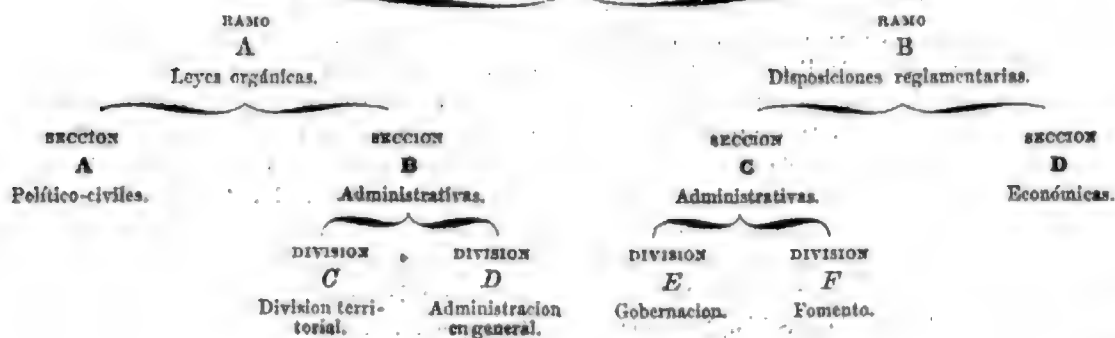 RAMO
A
Leyes orgánicas.
RAMO
B
Disposiciones reglamentarias.
SECCION
A
Político-civiles.
SECCION
B
Administrativas.
SECCION
C
Administrativas.
SECCION
D
Económicas.
DIVISION
C
Division terri-
torial.
DIVISION
D
Administracion
en general.
DIVISION
E
Gobernacion.
DIVISION
F
Fomento.